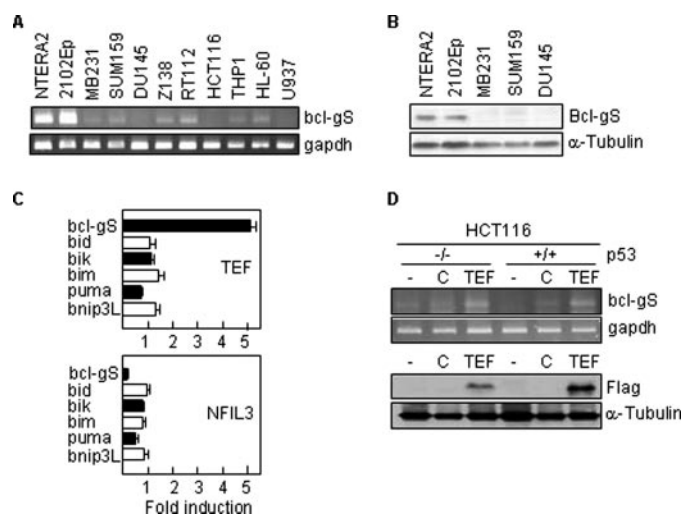 A
NTERA2
2102Ep
MB231
SUM159
DU145
Z138
RT112
HCT116
THP1
HL-60
U937
bcl-gS
gapdh
B
NTERA2
2102Ep
MB231
SUM159
DU145
Bcl-gS
α-Tubulin
C
bcl-gS
bid
bik
bim
puma
bnip3L
TEF
1 2 3 4 5
bcl-gS
bid
bik
bim
puma
bnip3L
NFIL3
1 2 3 4 5
Fold induction
D
HCT116
-/- +/+ p53
- C TEF - C TEF
bcl-gS
gapdh
- C TEF - C TEF
Flag
α-Tubulin